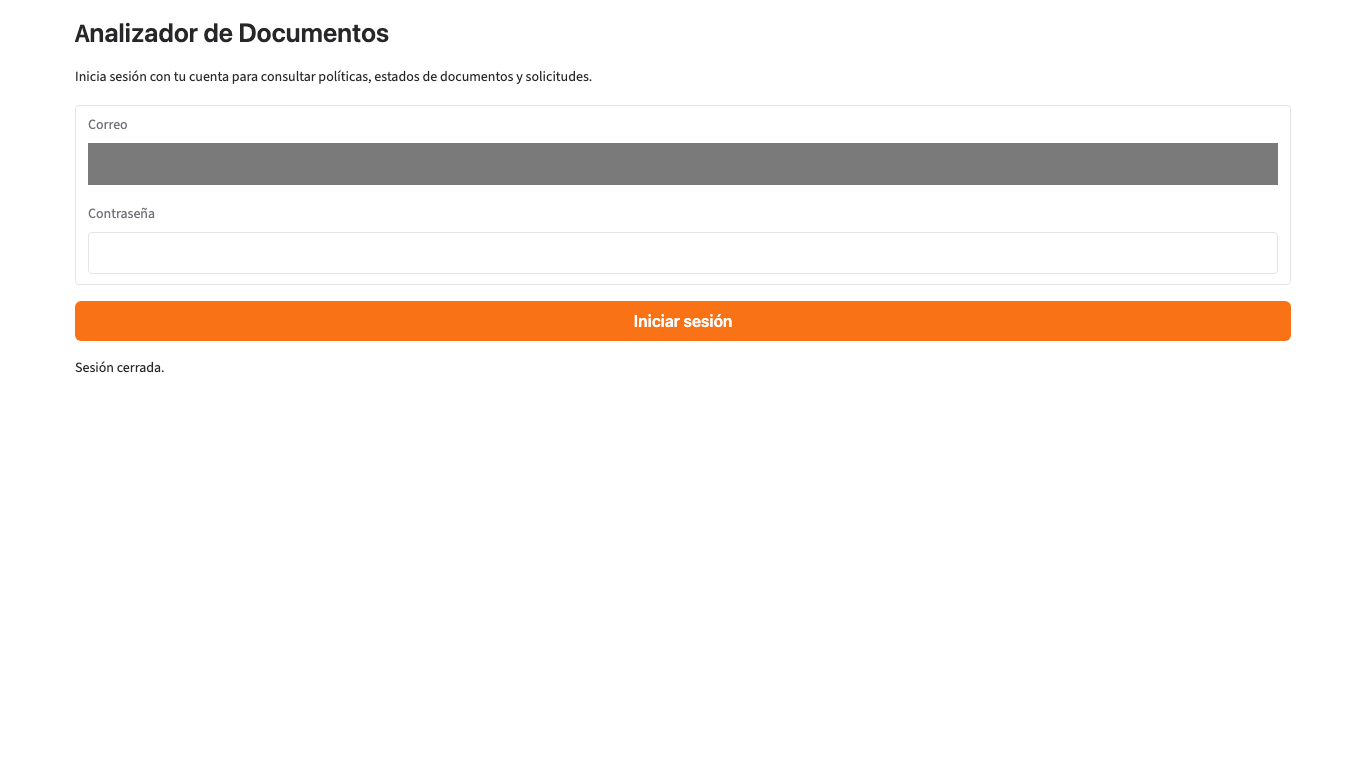 Analizador de Documentos
Inicia sesión con tu cuenta para consultar políticas, estados de documentos y solicitudes.
Correo
Contraseña
Iniciar sesión
Sesión cerrada.